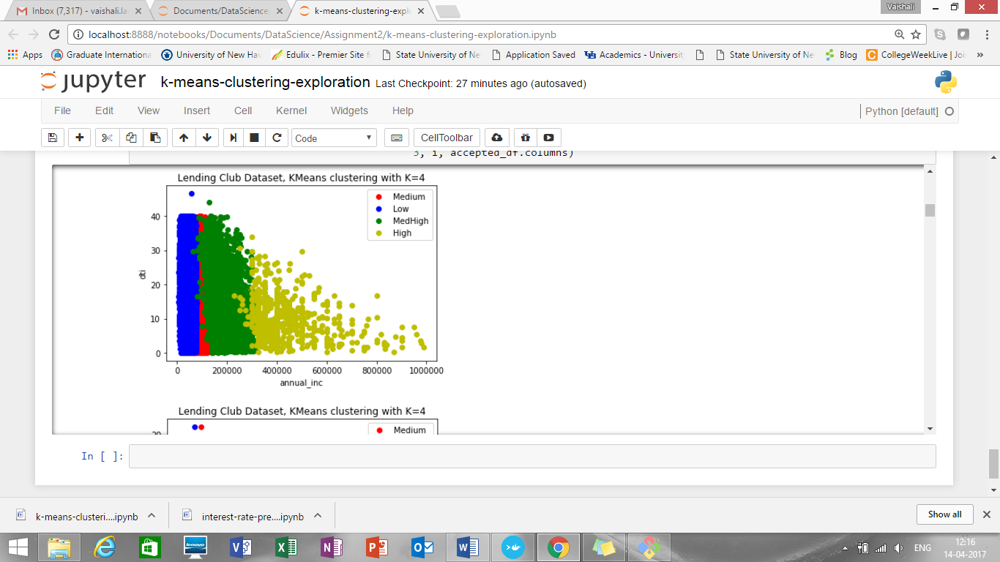 Inbox (7,317) - vaishali.la
Documents/DataScience/
k-means-clustering-explo
Vaishali
localhost:8888/notebooks/Documents/DataScience/Assignment2/k-means-clustering-exploration.ipynb
Apps
Graduate Internationa
University of New Hav
Edulix - Premier Site f
State University of Ne
Application Saved
Academics - Universit
State University of Ne
Blog
CollegeWeekLive | Joi
»
jupyter
k-means-clustering-exploration Last Checkpoint: 27 minutes ago (autosaved)
File Edit View Insert Cell Kernel Widgets Help
Python [default]
Code
CellToolbar
3, i, accepted_df.columns)
Lending Club Dataset, KMeans clustering with K=4
Medium
Low
MedHigh
High
40
30
20
10
0
dti
0 200000 400000 600000 800000 1000000
annual_inc
Lending Club Dataset, KMeans clustering with K=4
Medium
In [ ]:
k-means-clusteri....ipynb
interest-rate-pre....ipynb
Show all
lenovo
ENG
12:16
14-04-2017